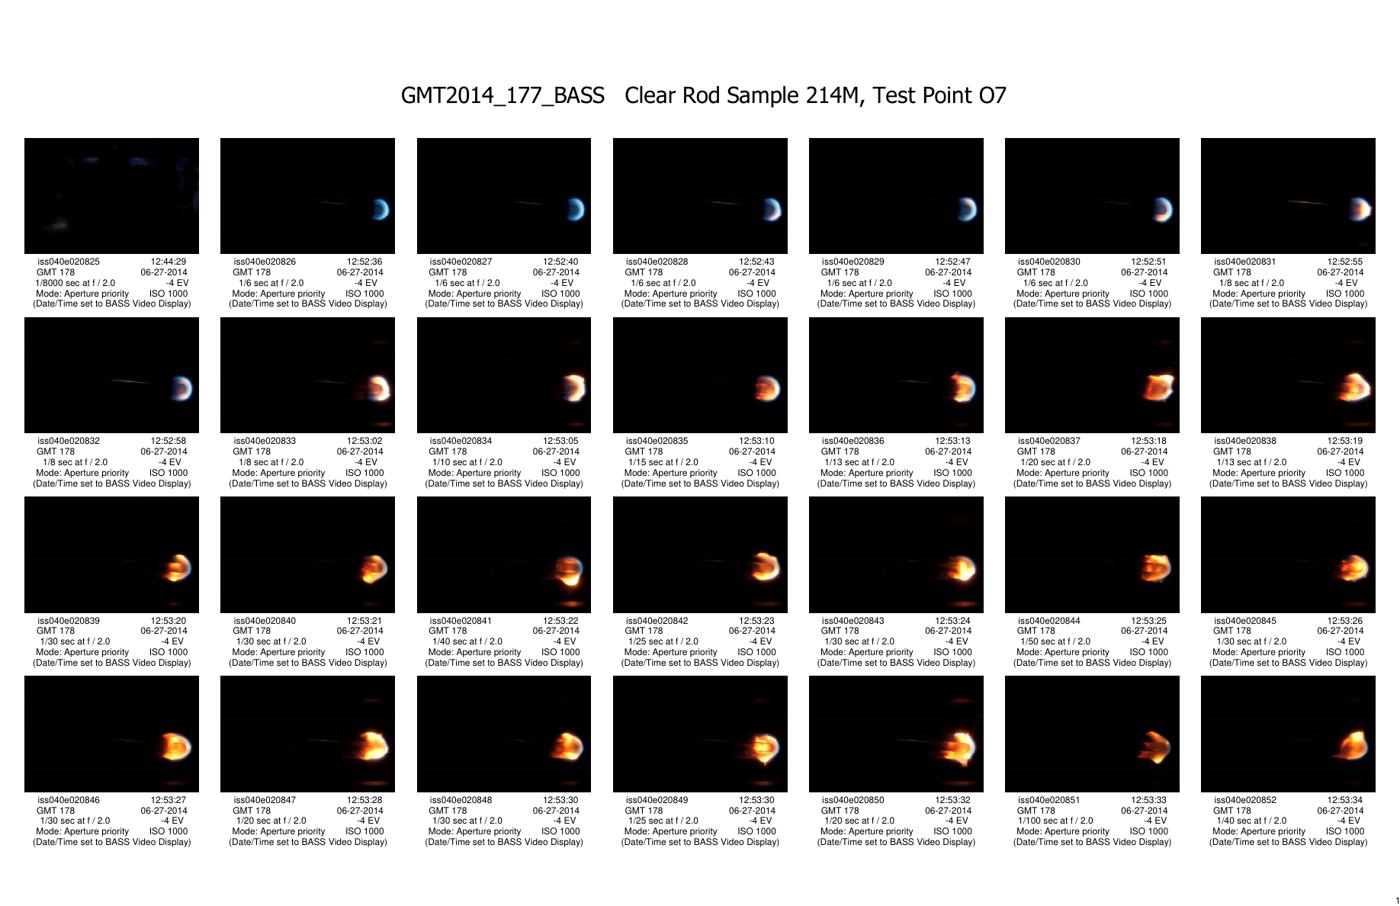 GMT2014_177_BASS Clear Rod Sample 214M, Test Point O7
iss040e020825 12:44:29
GMT 178 06-27-2014
1/8000 sec at f / 2.0 -4 EV
Mode: Aperture priority ISO 1000
(Date/Time set to BASS Video Display)
iss040e020826 12:52:36
GMT 178 06-27-2014
1/6 sec at f / 2.0 -4 EV
Mode: Aperture priority ISO 1000
(Date/Time set to BASS Video Display)
iss040e020827 12:52:40
GMT 178 06-27-2014
1/6 sec at f / 2.0 -4 EV
Mode: Aperture priority ISO 1000
(Date/Time set to BASS Video Display)
iss040e020828 12:52:43
GMT 178 06-27-2014
1/6 sec at f / 2.0 -4 EV
Mode: Aperture priority ISO 1000
(Date/Time set to BASS Video Display)
iss040e020829 12:52:47
GMT 178 06-27-2014
1/6 sec at f / 2.0 -4 EV
Mode: Aperture priority ISO 1000
(Date/Time set to BASS Video Display)
iss040e020830 12:52:51
GMT 178 06-27-2014
1/6 sec at f / 2.0 -4 EV
Mode: Aperture priority ISO 1000
(Date/Time set to BASS Video Display)
iss040e020831 12:52:55
GMT 178 06-27-2014
1/8 sec at f / 2.0 -4 EV
Mode: Aperture priority ISO 1000
(Date/Time set to BASS Video Display)
iss040e020832 12:52:58
GMT 178 06-27-2014
1/8 sec at f / 2.0 -4 EV
Mode: Aperture priority ISO 1000
(Date/Time set to BASS Video Display)
iss040e020833 12:53:02
GMT 178 06-27-2014
1/8 sec at f / 2.0 -4 EV
Mode: Aperture priority ISO 1000
(Date/Time set to BASS Video Display)
iss040e020834 12:53:05
GMT 178 06-27-2014
1/10 sec at f / 2.0 -4 EV
Mode: Aperture priority ISO 1000
(Date/Time set to BASS Video Display)
iss040e020835 12:53:10
GMT 178 06-27-2014
1/15 sec at f / 2.0 -4 EV
Mode: Aperture priority ISO 1000
(Date/Time set to BASS Video Display)
iss040e020836 12:53:13
GMT 178 06-27-2014
1/13 sec at f / 2.0 -4 EV
Mode: Aperture priority ISO 1000
(Date/Time set to BASS Video Display)
iss040e020837 12:53:18
GMT 178 06-27-2014
1/20 sec at f / 2.0 -4 EV
Mode: Aperture priority ISO 1000
(Date/Time set to BASS Video Display)
iss040e020838 12:53:19
GMT 178 06-27-2014
1/13 sec at f / 2.0 -4 EV
Mode: Aperture priority ISO 1000
(Date/Time set to BASS Video Display)
iss040e020839 12:53:20
GMT 178 06-27-2014
1/30 sec at f / 2.0 -4 EV
Mode: Aperture priority ISO 1000
(Date/Time set to BASS Video Display)
iss040e020840 12:53:21
GMT 178 06-27-2014
1/30 sec at f / 2.0 -4 EV
Mode: Aperture priority ISO 1000
(Date/Time set to BASS Video Display)
iss040e020841 12:53:22
GMT 178 06-27-2014
1/40 sec at f / 2.0 -4 EV
Mode: Aperture priority ISO 1000
(Date/Time set to BASS Video Display)
iss040e020842 12:53:23
GMT 178 06-27-2014
1/25 sec at f / 2.0 -4 EV
Mode: Aperture priority ISO 1000
(Date/Time set to BASS Video Display)
iss040e020843 12:53:24
GMT 178 06-27-2014
1/30 sec at f / 2.0 -4 EV
Mode: Aperture priority ISO 1000
(Date/Time set to BASS Video Display)
iss040e020844 12:53:25
GMT 178 06-27-2014
1/50 sec at f / 2.0 -4 EV
Mode: Aperture priority ISO 1000
(Date/Time set to BASS Video Display)
iss040e020845 12:53:26
GMT 178 06-27-2014
1/30 sec at f / 2.0 -4 EV
Mode: Aperture priority ISO 1000
(Date/Time set to BASS Video Display)
iss040e020846 12:53:27
GMT 178 06-27-2014
1/30 sec at f / 2.0 -4 EV
Mode: Aperture priority ISO 1000
(Date/Time set to BASS Video Display)
iss040e020847 12:53:28
GMT 178 06-27-2014
1/20 sec at f / 2.0 -4 EV
Mode: Aperture priority ISO 1000
(Date/Time set to BASS Video Display)
iss040e020848 12:53:30
GMT 178 06-27-2014
1/30 sec at f / 2.0 -4 EV
Mode: Aperture priority ISO 1000
(Date/Time set to BASS Video Display)
iss040e020849 12:53:30
GMT 178 06-27-2014
1/25 sec at f / 2.0 -4 EV
Mode: Aperture priority ISO 1000
(Date/Time set to BASS Video Display)
iss040e020850 12:53:32
GMT 178 06-27-2014
1/20 sec at f / 2.0 -4 EV
Mode: Aperture priority ISO 1000
(Date/Time set to BASS Video Display)
iss040e020851 12:53:33
GMT 178 06-27-2014
1/100 sec at f / 2.0 -4 EV
Mode: Aperture priority ISO 1000
(Date/Time set to BASS Video Display)
iss040e020852 12:53:34
GMT 178 06-27-2014
1/40 sec at f / 2.0 -4 EV
Mode: Aperture priority ISO 1000
(Date/Time set to BASS Video Display)